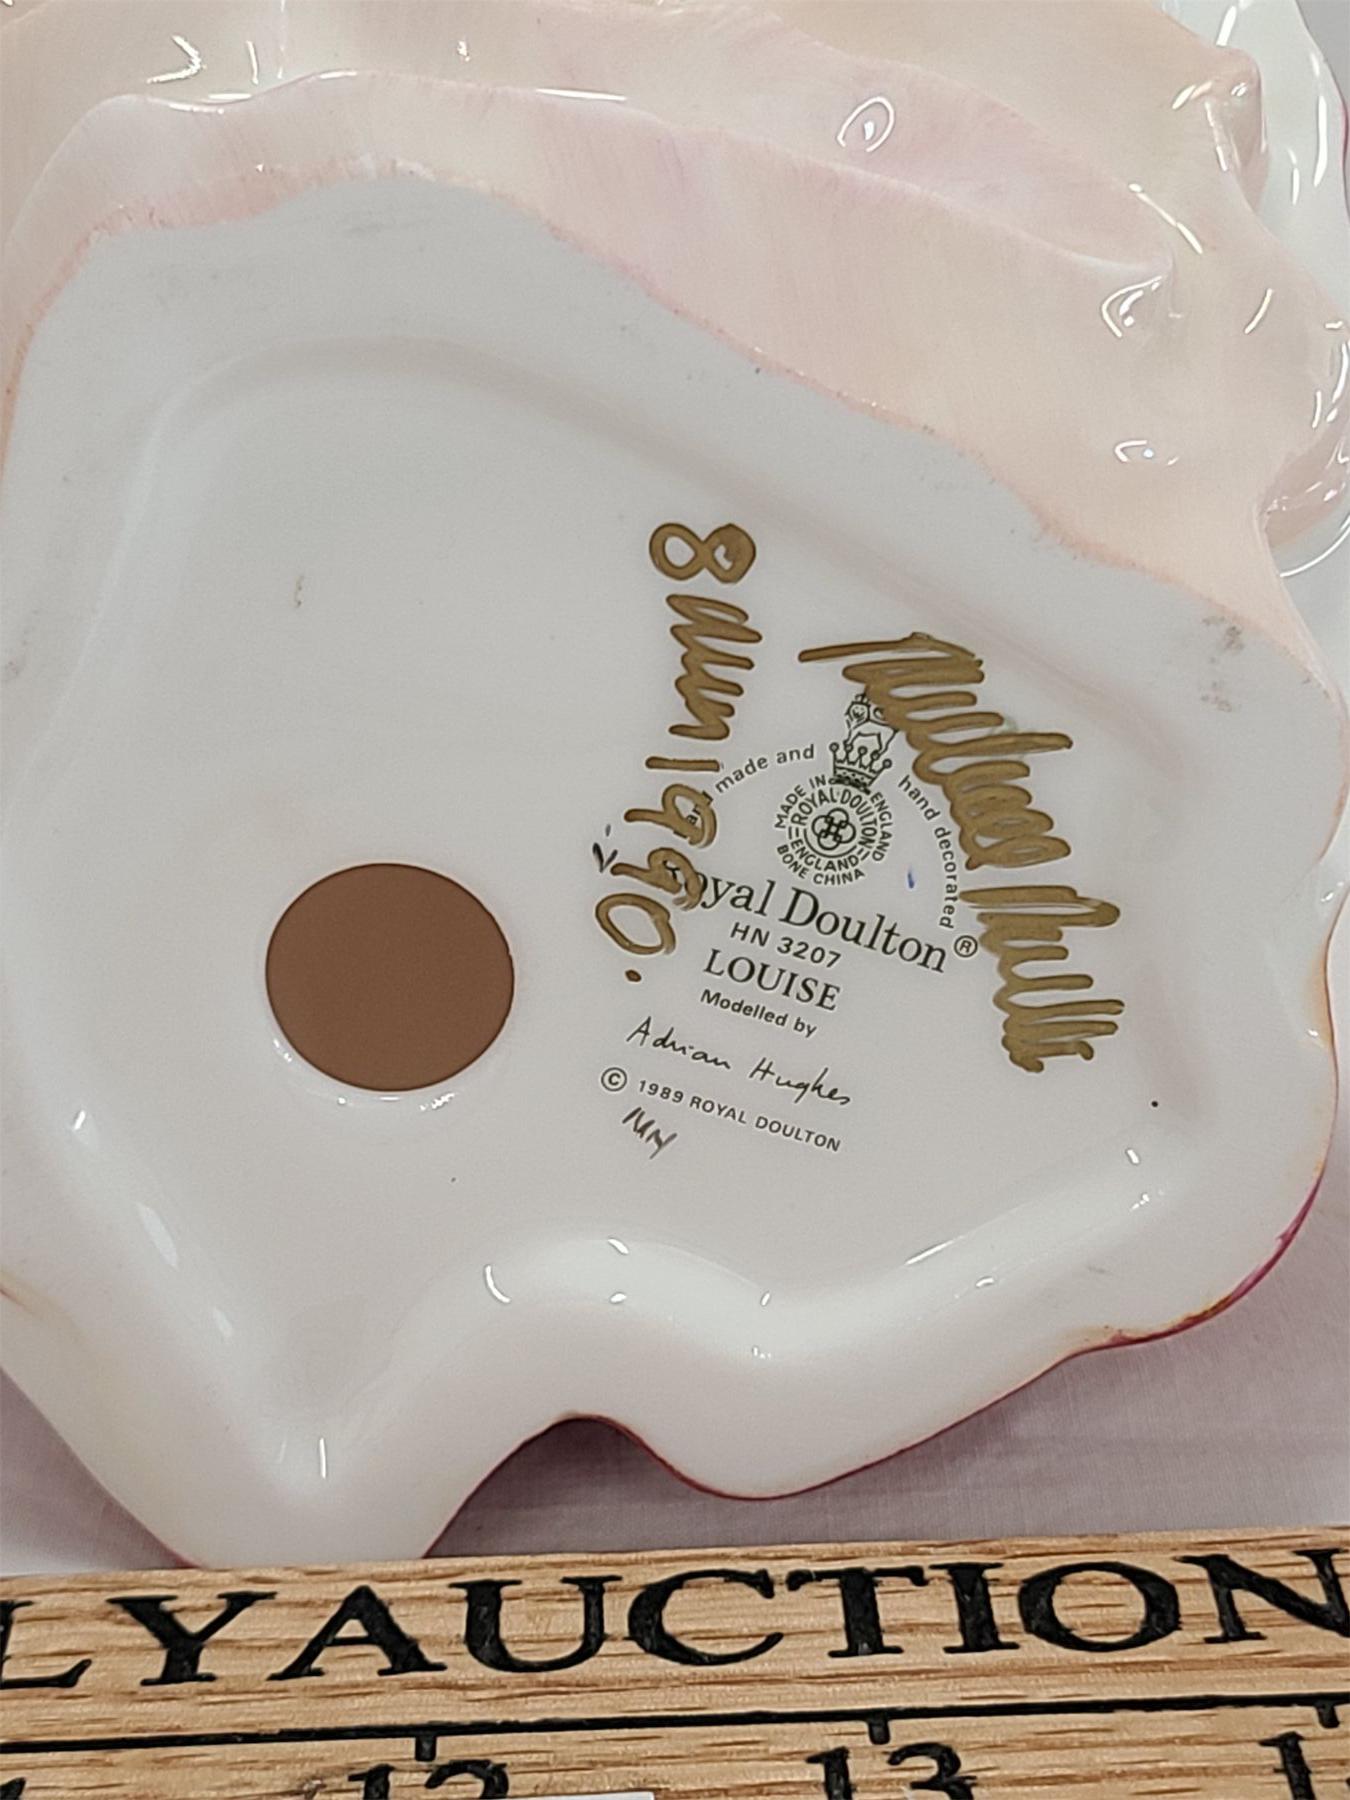 made and
hand decorated
MADE IN
ENGLAND
ROYAL DOULTON
ENGLAND
BONE CHINA
Royal Doulton®
HN 3207
LOUISE
Modelled by
Adrian Hughes
© 1989 ROYAL DOULTON
8
1990.
LYAUCTION
12
13